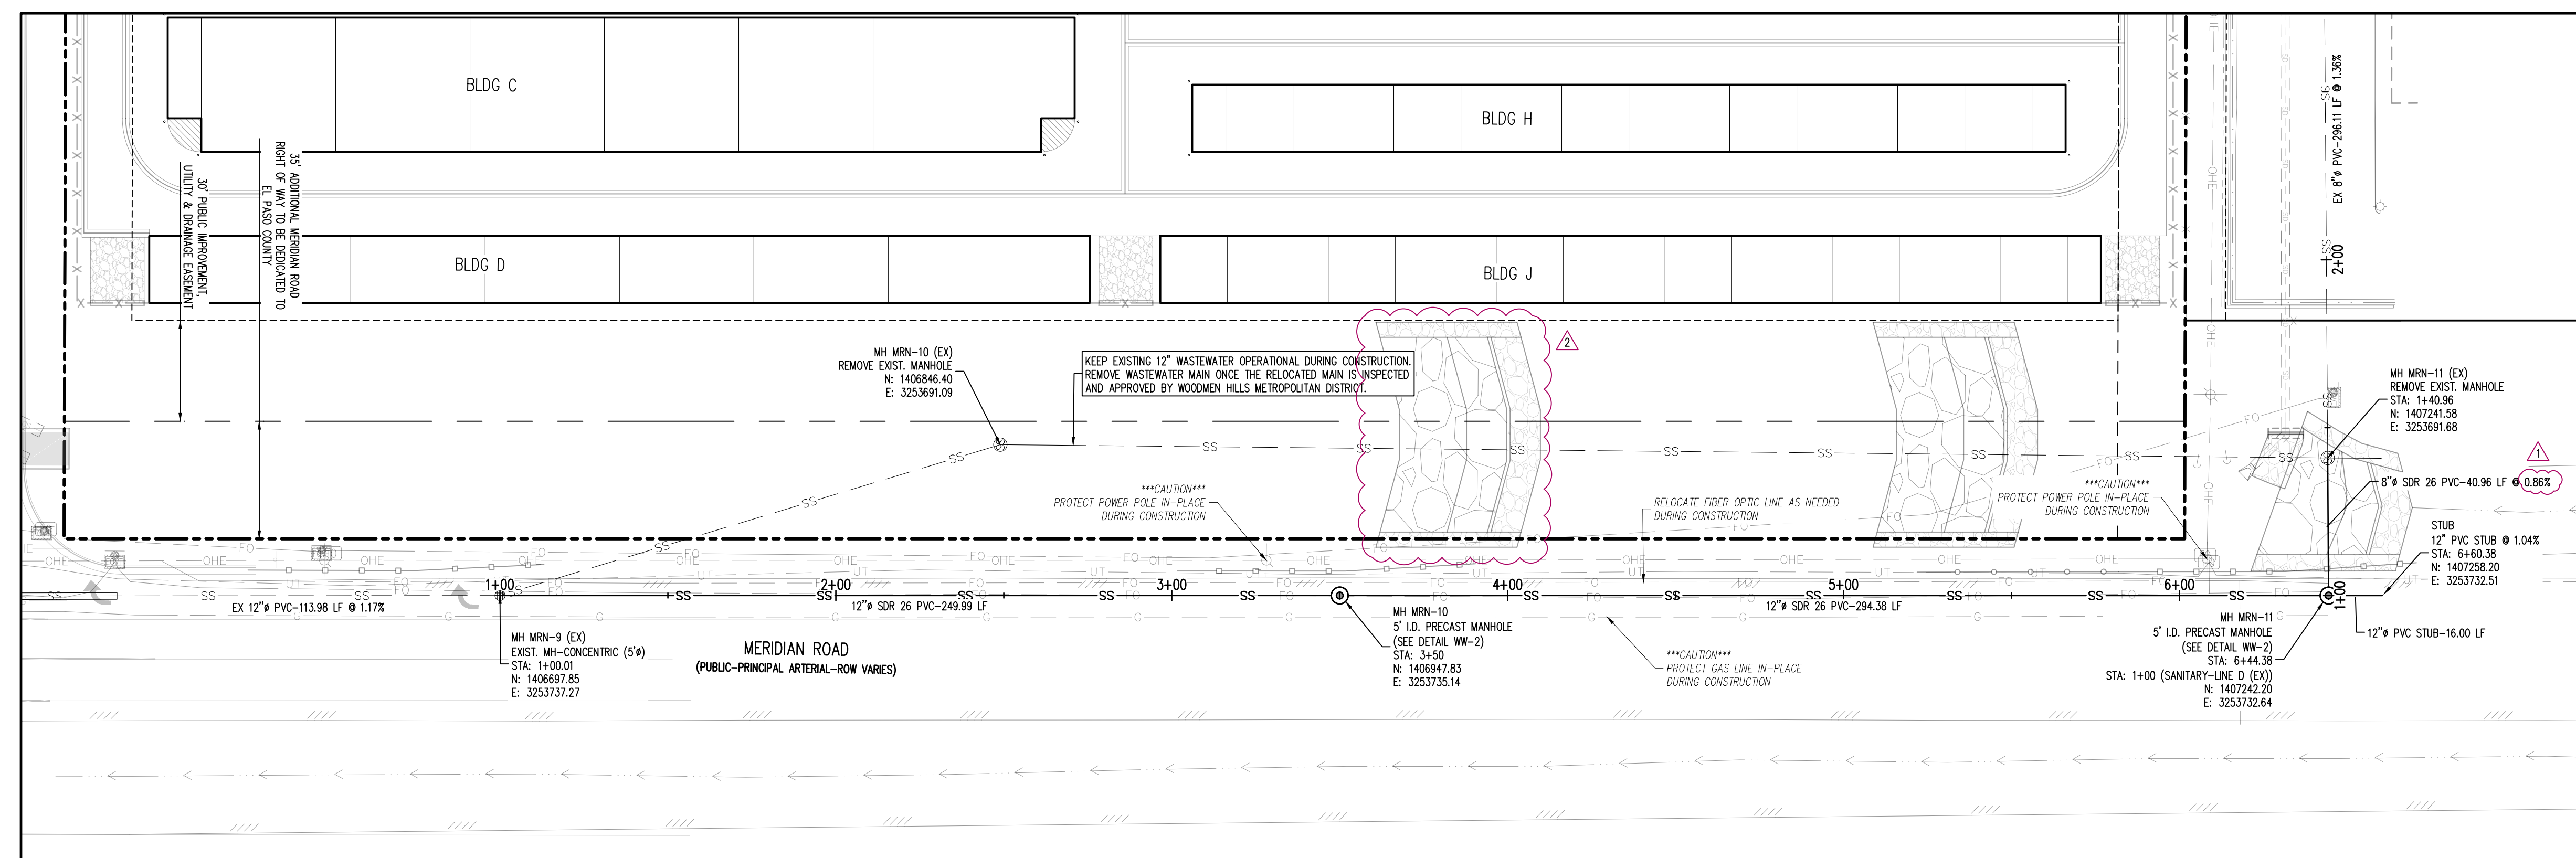 BLDG C
BLDG H
BLDG D
BLDG J
35' ADDITIONAL MERIDIAN ROAD
RIGHT OF WAY TO BE DEDICATED TO
EL PASO COUNTY
30' PUBLIC IMPROVEMENT,
UTILITY & DRAINAGE EASEMENT
EX 8"ø PVC-296.11 LF @ 1.36%
2+00
MH MRN-10 (EX)
REMOVE EXIST. MANHOLE
N: 1406846.40
E: 3253691.09
KEEP EXISTING 12" WASTEWATER OPERATIONAL DURING CONSTRUCTION.
REMOVE WASTEWATER MAIN ONCE THE RELOCATED MAIN IS INSPECTED
AND APPROVED BY WOODMEN HILLS METROPOLITAN DISTRICT.
2
MH MRN-11 (EX)
REMOVE EXIST. MANHOLE
STA: 1+40.96
N: 1407241.58
E: 3253691.68
1
8"ø SDR 26 PVC-40.96 LF @ 0.86%
STUB
12" PVC STUB @ 1.04%
STA: 6+60.38
N: 1407258.20
E: 3253732.51
***CAUTION***
PROTECT POWER POLE IN-PLACE
DURING CONSTRUCTION
RELOCATE FIBER OPTIC LINE AS NEEDED
DURING CONSTRUCTION
***CAUTION***
PROTECT POWER POLE IN-PLACE
DURING CONSTRUCTION
1+00
2+00
3+00
4+00
5+00
6+00
1+00
EX 12"ø PVC-113.98 LF @ 1.17%
12"ø SDR 26 PVC-249.99 LF
12"ø SDR 26 PVC-294.38 LF
12"ø PVC STUB-16.00 LF
MH MRN-9 (EX)
EXIST. MH-CONCENTRIC (5'ø)
STA: 1+00.01
N: 1406697.85
E: 3253737.27
MERIDIAN ROAD
(PUBLIC-PRINCIPAL ARTERIAL-ROW VARIES)
MH MRN-10
5' I.D. PRECAST MANHOLE
(SEE DETAIL WW-2)
STA: 3+50
N: 1406947.83
E: 3253735.14
***CAUTION***
PROTECT GAS LINE IN-PLACE
DURING CONSTRUCTION
MH MRN-11
5' I.D. PRECAST MANHOLE
(SEE DETAIL WW-2)
STA: 6+44.38
STA: 1+00 (SANITARY-LINE D (EX))
N: 1407242.20
E: 3253732.64